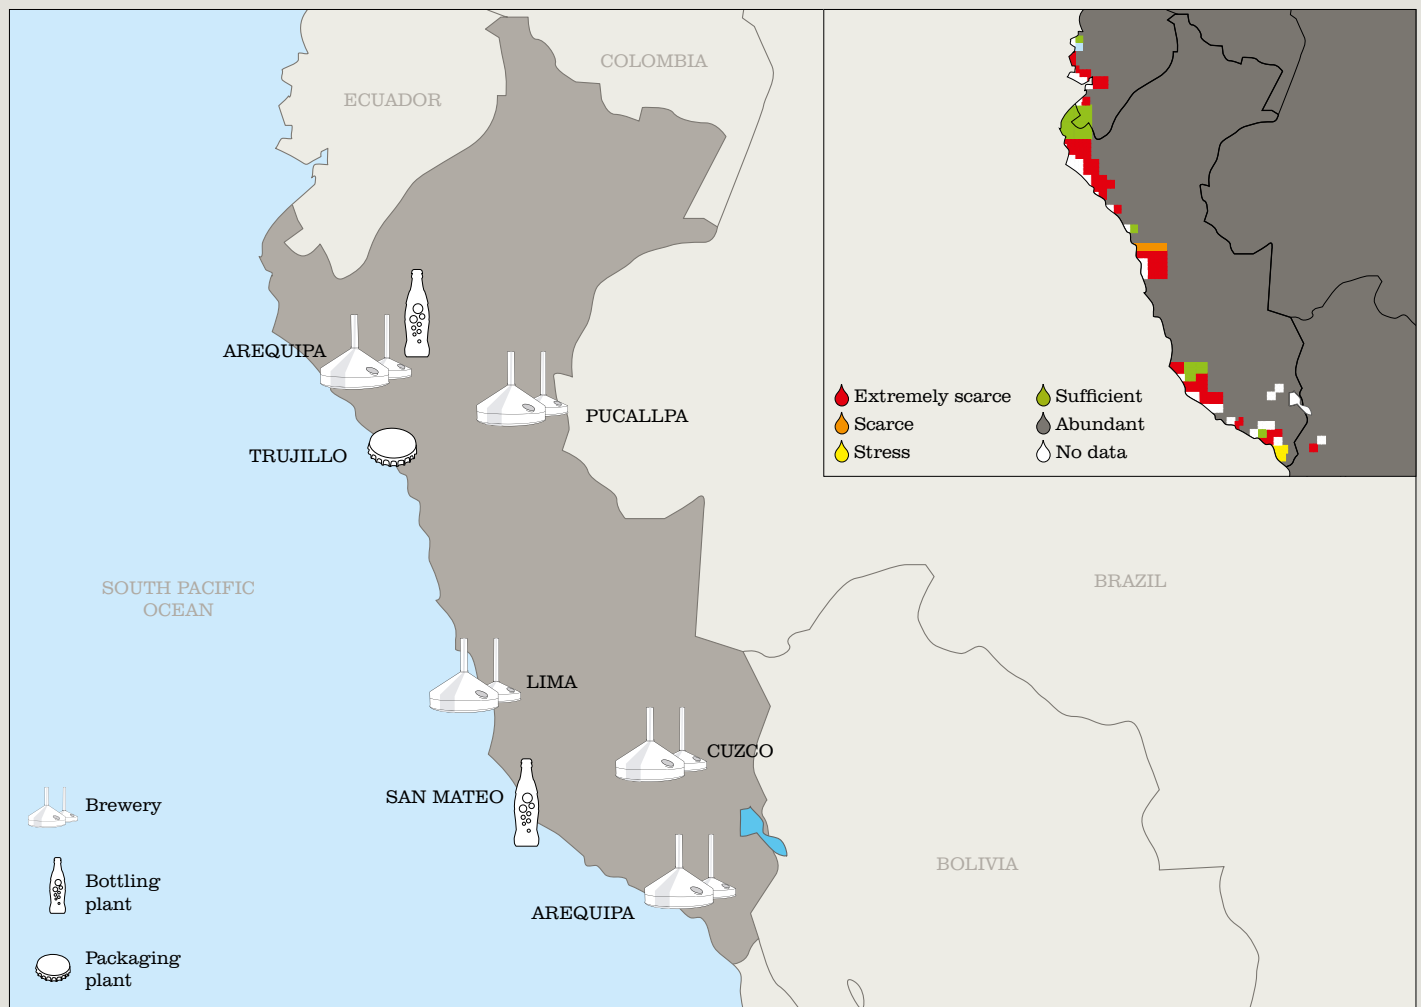 COLOMBIA
ECUADOR
AREQUIPA
PUCALLPA
TRUJILLO
SOUTH PACIFIC
OCEAN
BRAZIL
LIMA
CUZCO
SAN MATEO
BOLIVIA
AREQUIPA
Brewery
Bottling
plant
Packaging
plant
Extremely scarce
Scarce
Stress
Sufficient
Abundant
No data